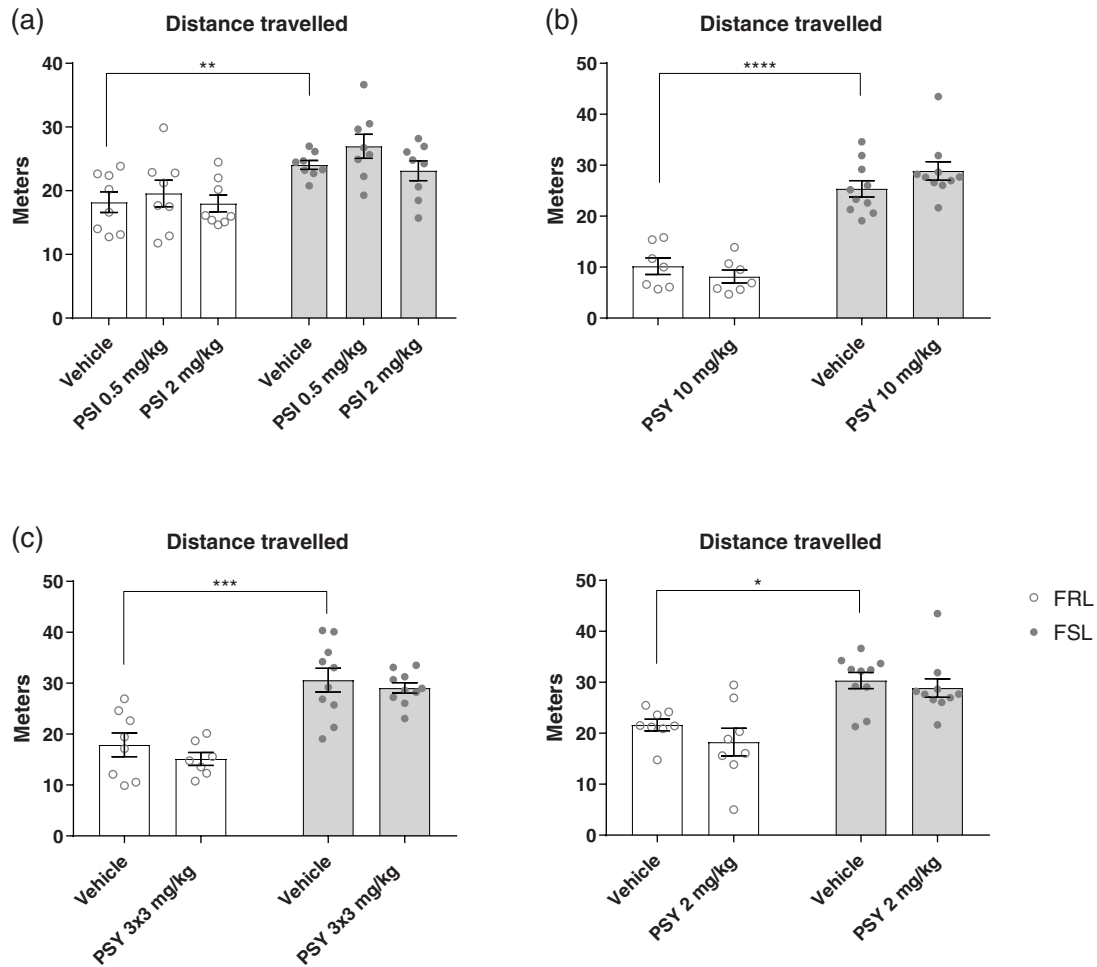 (a)
Distance travelled
**
Meters
40
30
20
10
0
Vehicle
PSI 0.5 mg/kg
PSI 2 mg/kg
Vehicle
PSI 0.5 mg/kg
PSI 2 mg/kg
(b)
Distance travelled
****
Meters
50
40
30
20
10
0
PSY 10 mg/kg
Vehicle
PSY 10 mg/kg
(c)
Distance travelled
***
Meters
50
40
30
20
10
0
Vehicle
PSY 3x3 mg/kg
Vehicle
PSY 3x3 mg/kg
Distance travelled
*
Meters
50
40
30
20
10
0
Vehicle
PSY 2 mg/kg
Vehicle
PSY 2 mg/kg
FRL
FSL